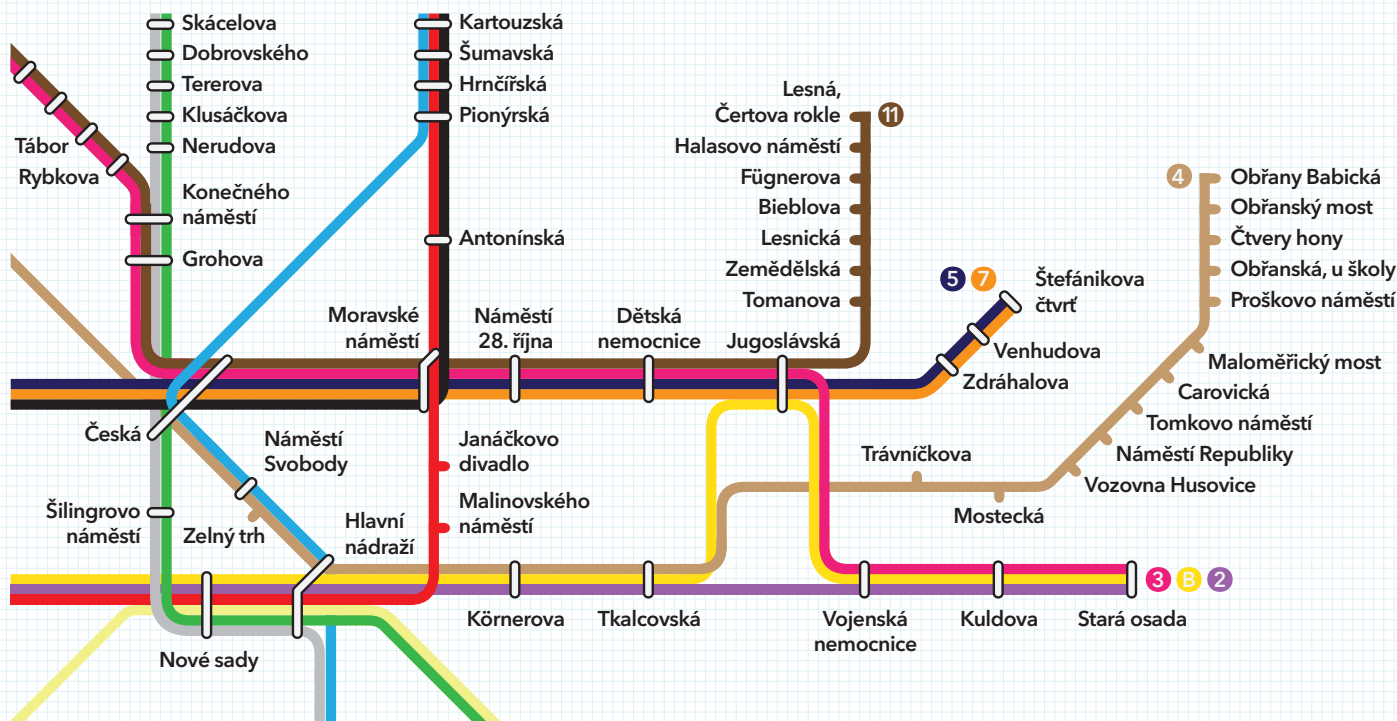 Skácelova
Dobrovského
Tererova
Klusáčkova
Nerudova
Konečného
náměstí
Grohova
Tábor
Rybkova
Kartouzská
Šumavská
Hrnčířská
Pionýrská
Antonínská
Moravské
náměstí
Náměstí
28. října
Dětská
nemocnice
Jugoslávská
Lesná,
Čertova rokle
11
Halasovo náměstí
Fügnerova
Bieblova
Lesnická
Zemědělská
Tomanova
5
7
Štefánikova
čtvrť
Venhudova
Zdráhalova
4
Obřany Babická
Obřanský most
Čtvery hony
Obřanská, u školy
Proškovo náměstí
Maloměřický most
Carovická
Tomkovo náměstí
Náměstí Republiky
Vozovna Husovice
Trávníčkova
Mostecká
Česká
Náměstí
Svobody
Janáčkovo
divadlo
Malinovského
náměstí
Šilingrovo
náměstí
Zelný trh
Hlavní
nádraží
Nové sady
Körnerova
Tkalcovská
Vojenská
nemocnice
Kuldova
Stará osada
3
B
2